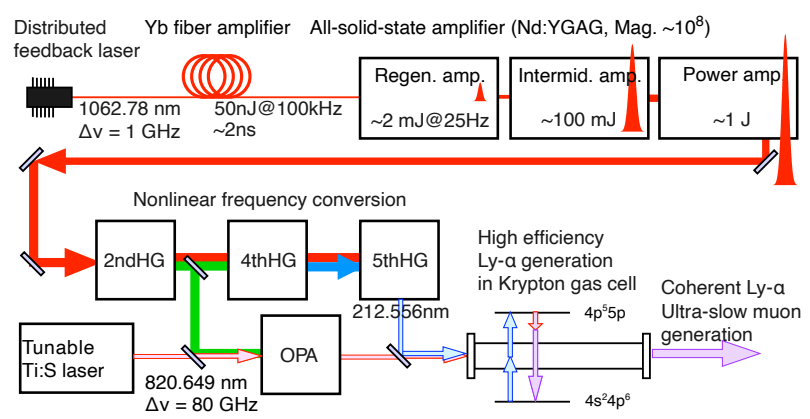 Distributed
feedback laser
Yb fiber amplifier
All-solid-state amplifier (Nd:YGAG, Mag. ~10⁸)
1062.78 nm
Δν = 1 GHz
50nJ@100kHz
~2ns
Regen. amp.
~2 mJ@25Hz
Intermid. amp.
~100 mJ
Power amp.
~1 J
Nonlinear frequency conversion
2ndHG
4thHG
5thHG
212.556nm
High efficiency
Ly-α generation
in Krypton gas cell
4p⁵5p
4s²4p⁶
Coherent Ly-α
Ultra-slow muon
generation
Tunable
Ti:S laser
820.649 nm
Δν = 80 GHz
OPA